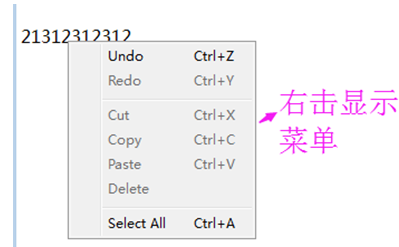 21312312312
Undo Ctrl+Z
Redo Ctrl+Y
Cut Ctrl+X
Copy Ctrl+C
Paste Ctrl+V
Delete
Select All Ctrl+A
右击显示
菜单